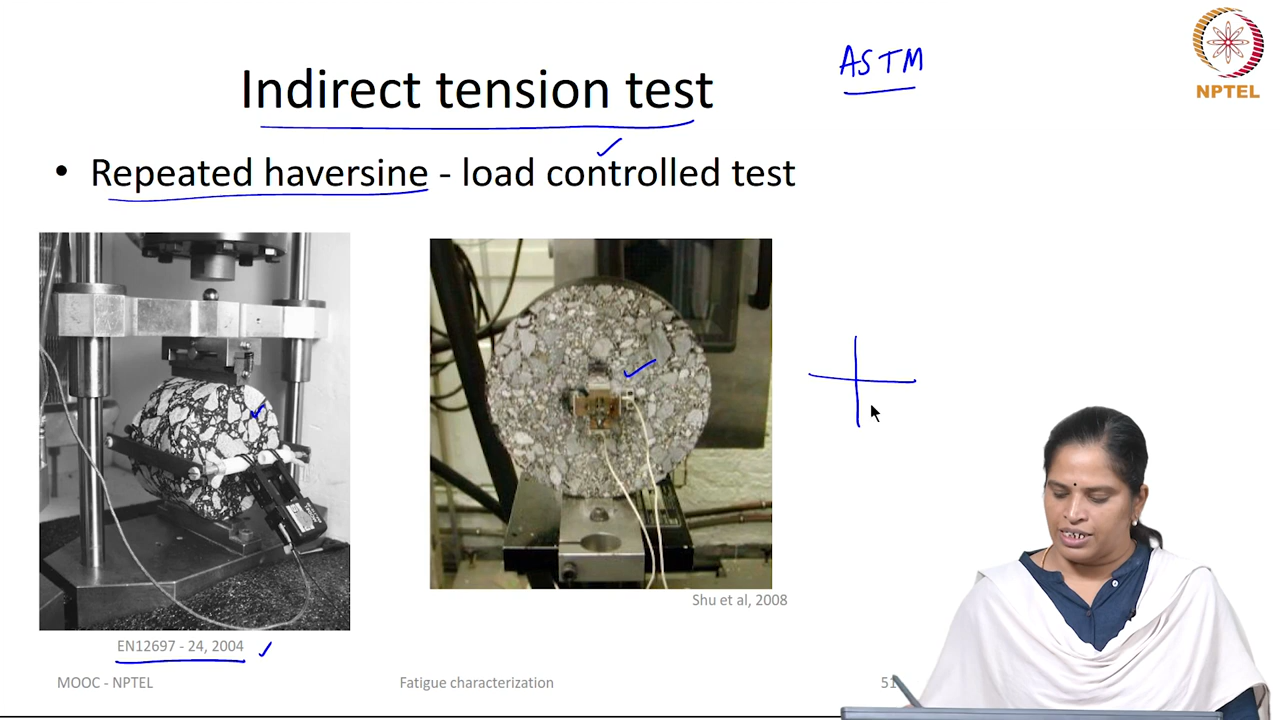 ASTM
NPTEL
Indirect tension test
• Repeated haversine - load controlled test
Shu et al, 2008
EN12697 - 24, 2004
MOOC - NPTEL
Fatigue characterization
51